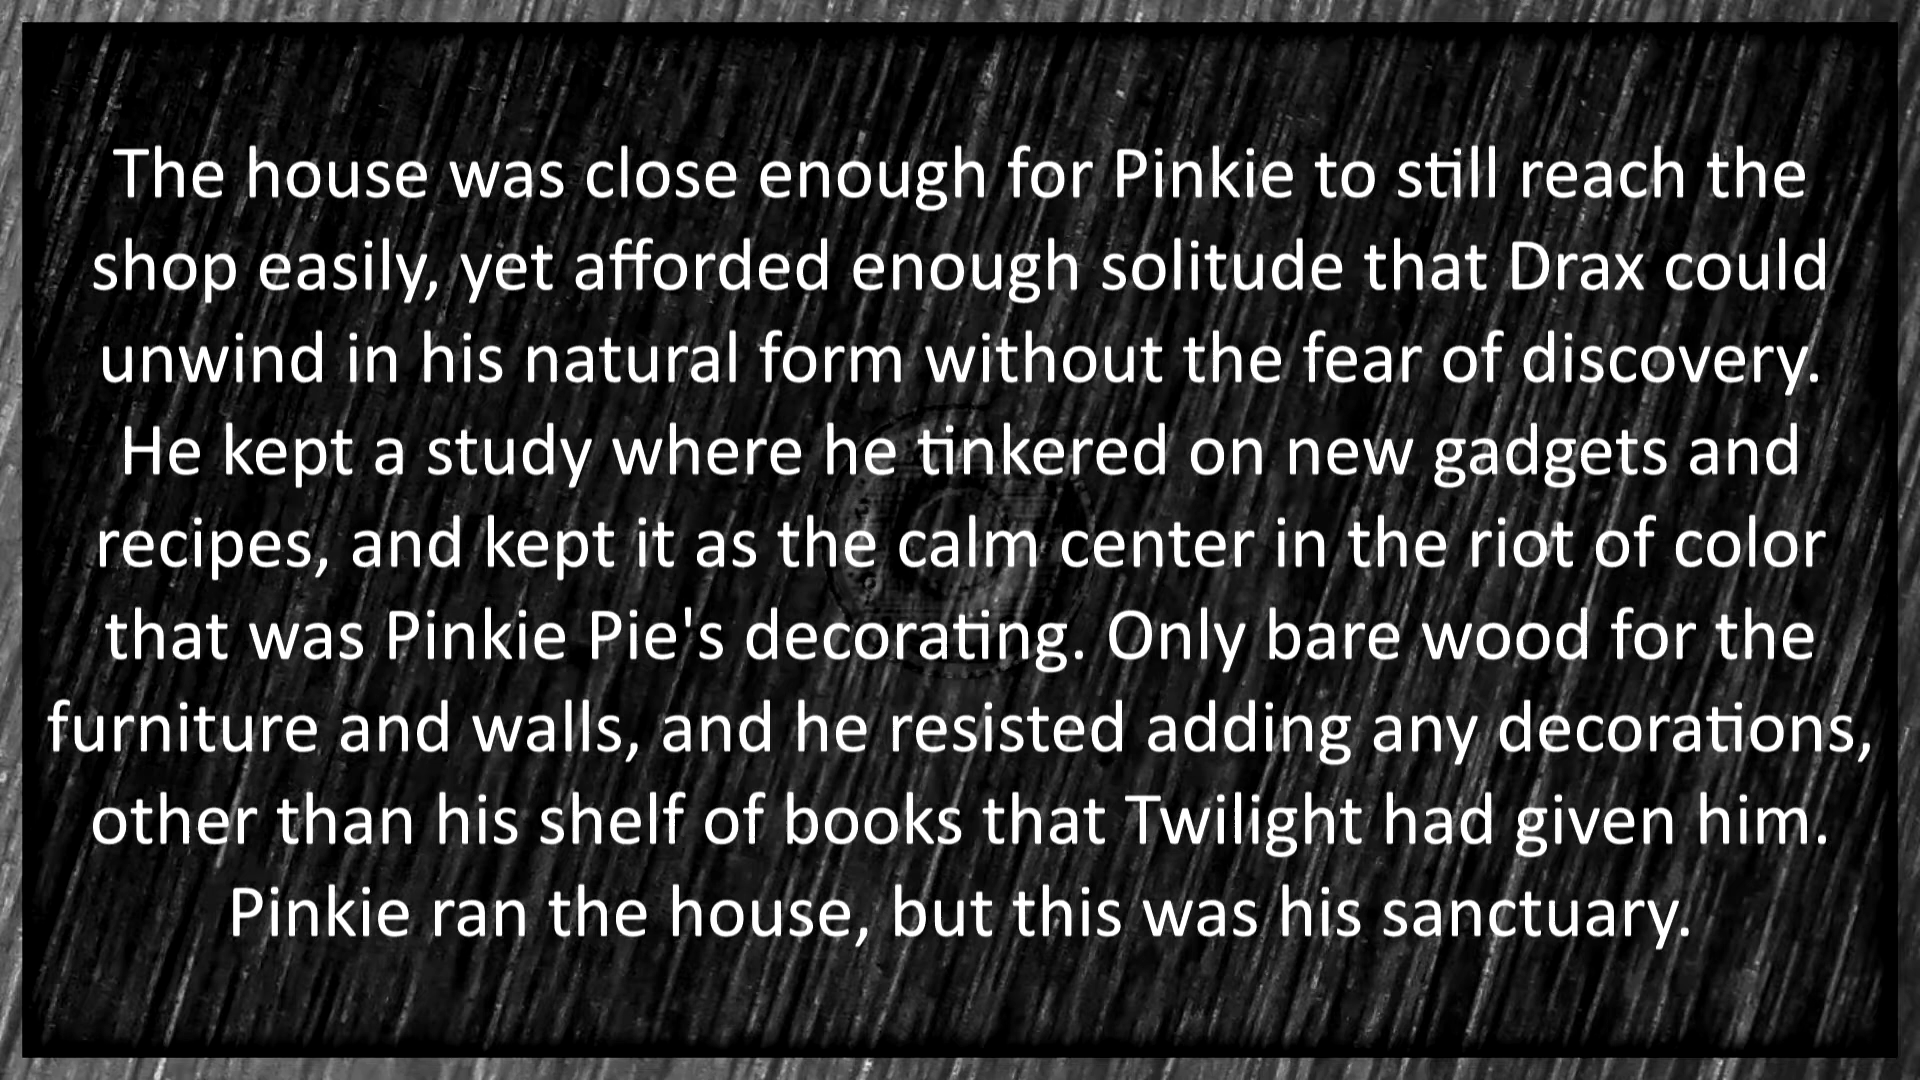 The house was close enough for Pinkie to still reach the
shop easily, yet afforded enough solitude that Drax could
unwind in his natural form without the fear of discovery.
He kept a study where he tinkered on new gadgets and
recipes, and kept it as the calm center in the riot of color
that was Pinkie Pie's decorating. Only bare wood for the
furniture and walls, and he resisted adding any decorations,
other than his shelf of books that Twilight had given him.
Pinkie ran the house, but this was his sanctuary.